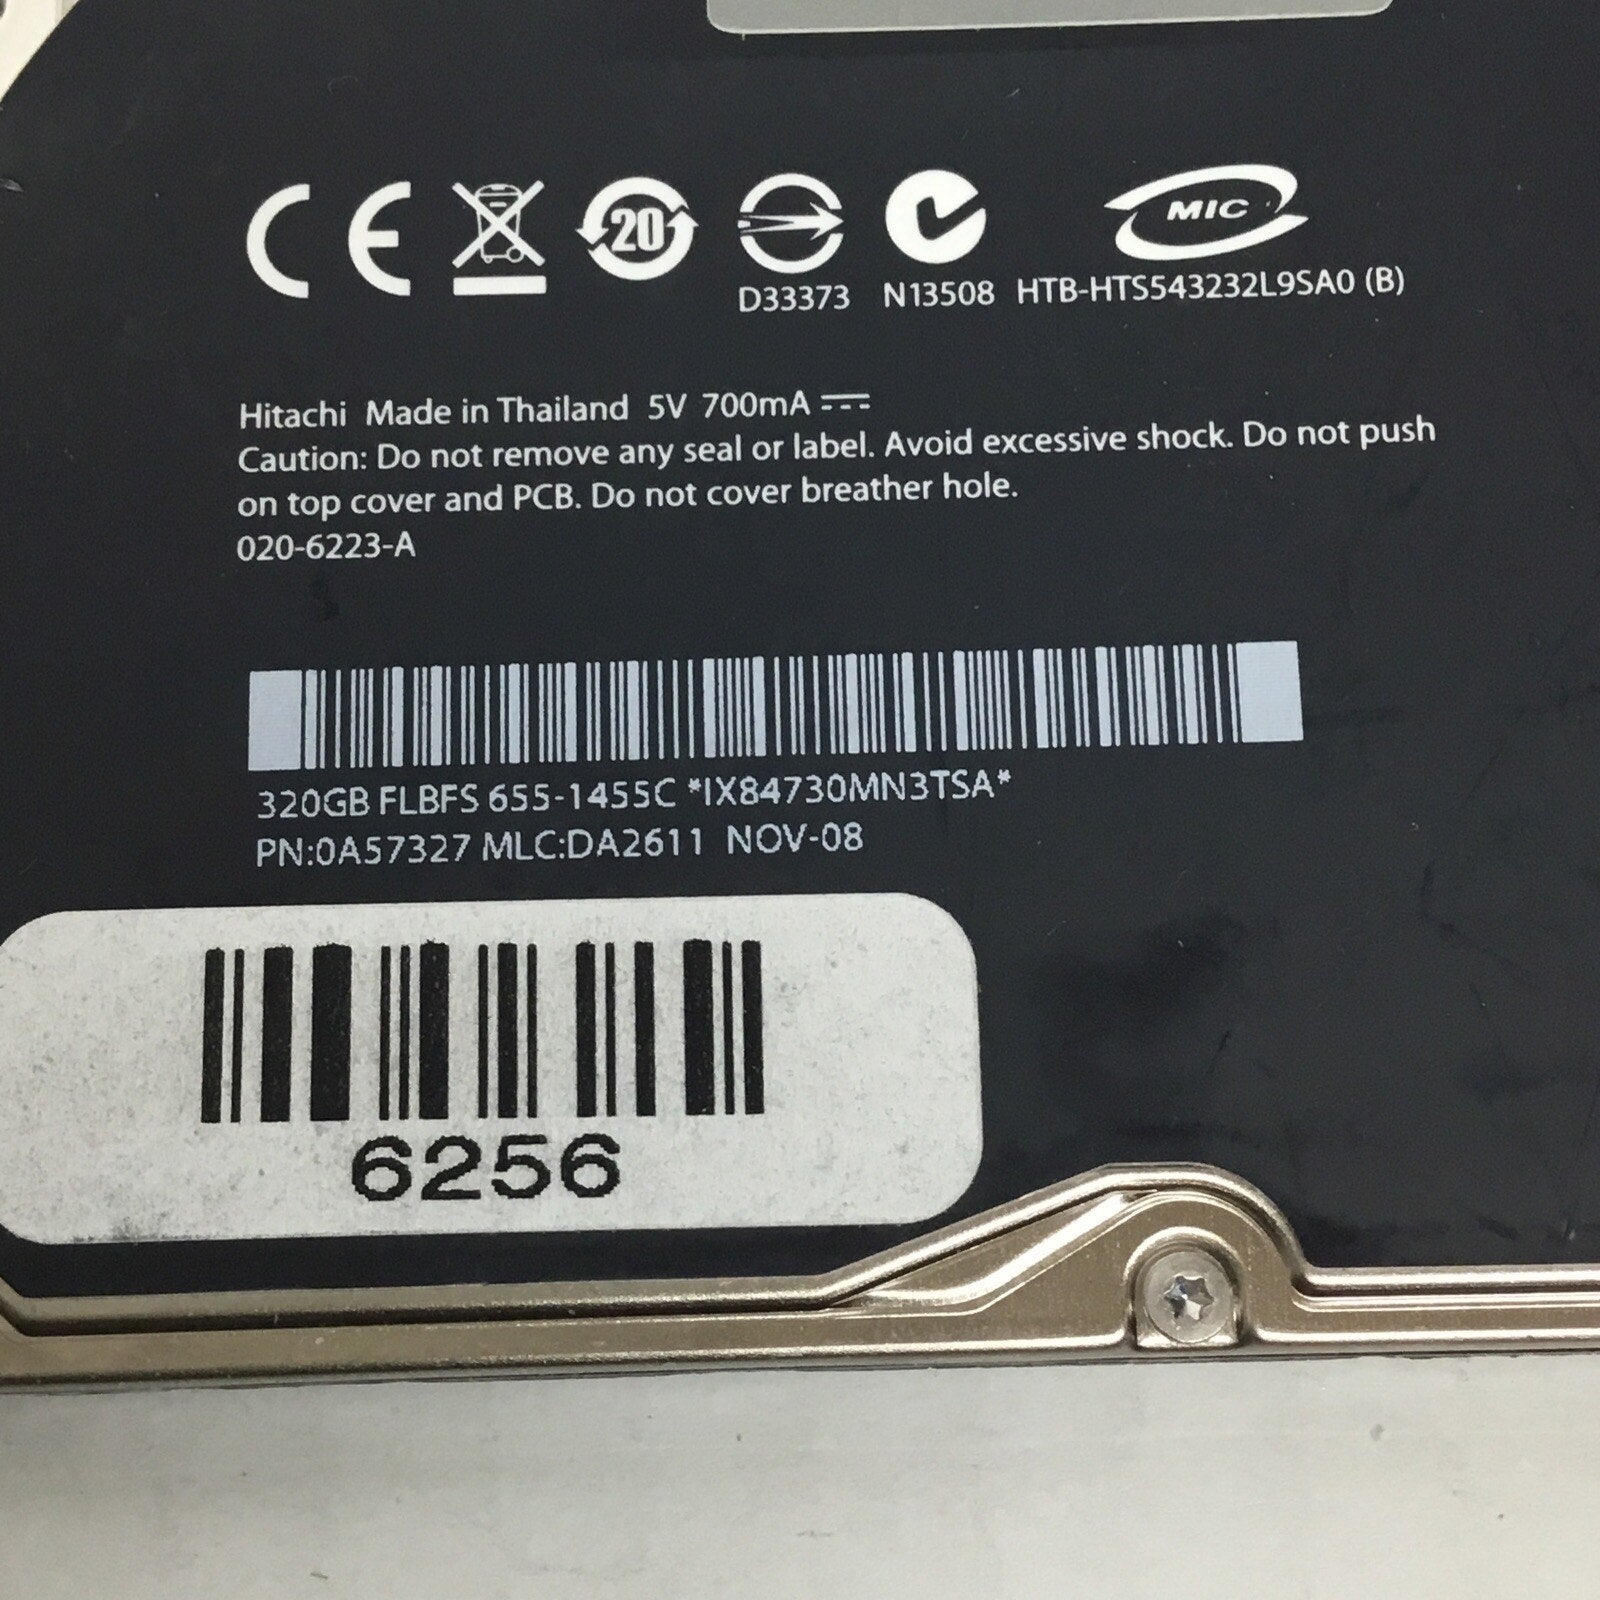 CE
20
MIC
D33373 N13508 HTB-HTS543232L9SA0 (B)
Hitachi Made in Thailand 5V 700mA
Caution: Do not remove any seal or label. Avoid excessive shock. Do not push
on top cover and PCB. Do not cover breather hole.
020-6223-A
320GB FLBFS 655-1455C *IX84730MN3TSA*
PN:0A57327 MLC:DA2611 NOV-08
6256